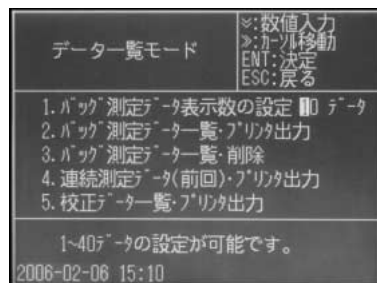 データ一覧モード
≫:数値入力
≫:ｶｰｿﾙ移動
ENT:決定
ESC:戻る
1. ﾊﾞｯｸﾞ測定ﾃﾞｰﾀ表示数の設定 10 ﾃﾞｰﾀ
2. ﾊﾞｯｸﾞ測定ﾃﾞｰﾀ一覧･ﾌﾟﾘﾝﾀ出力
3. ﾊﾞｯｸﾞ測定ﾃﾞｰﾀ一覧･削除
4. 連続測定ﾃﾞｰﾀ(前回)･ﾌﾟﾘﾝﾀ出力
5. 校正ﾃﾞｰﾀ一覧･ﾌﾟﾘﾝﾀ出力
1~40ﾃﾞｰﾀの設定が可能です。
2006-02-06 15:10